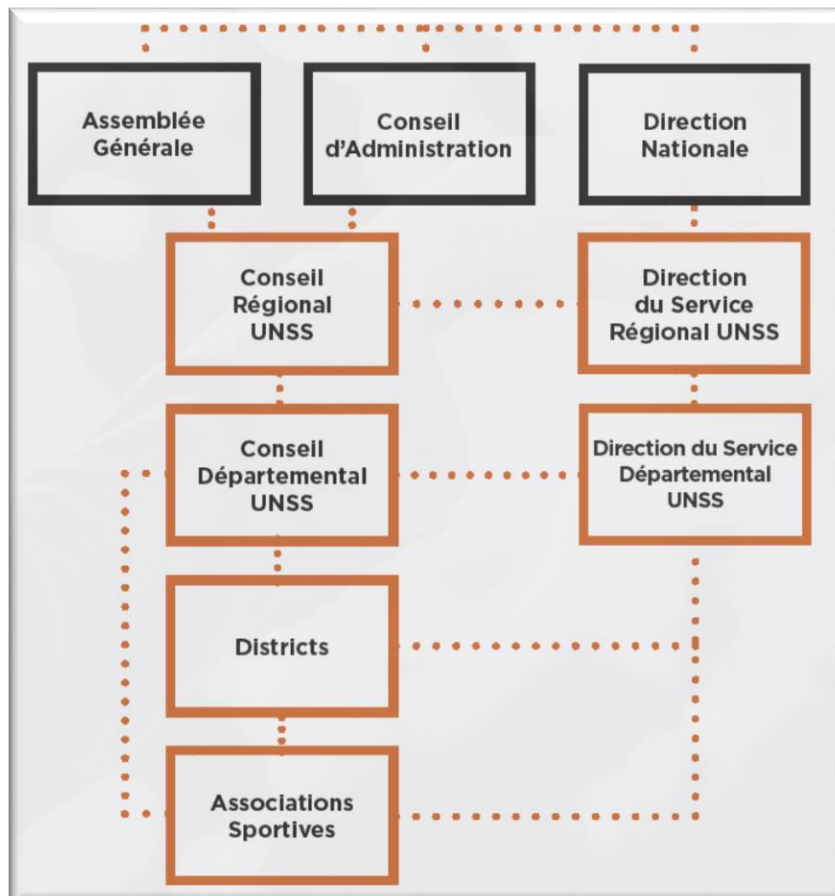 Assemblée
Générale
Conseil
d'Administration
Direction
Nationale
Conseil
Régional
UNSS
Direction
du Service
Régional UNSS
Conseil
Départemental
UNSS
Direction du Service
Départemental
UNSS
Districts
Associations
Sportives